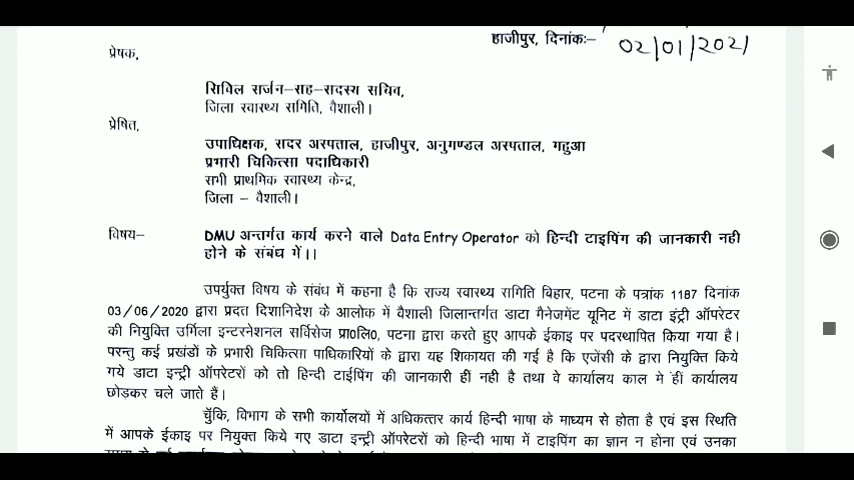 हाजीपुर, दिनांकः–
02/01/2021
प्रेषक,
सिविल सर्जन-सह-सदस्य सचिव,
जिला स्वास्थ्य समिति, वैशाली।
प्रेषित,
उपाधिक्षक, सदर अस्पताल, हाजीपुर, अनुगण्डल अस्पताल, गहुआ
प्रभारी चिकित्सा पदाधिकारी
सभी प्राथमिक स्वास्थ्य केन्द्र,
जिला – वैशाली।
विषय– DMU अन्तर्गत कार्य करने वाले Data Entry Operator को हिन्दी टाइपिंग की जानकारी नही
होने के संबंध में।।
उपर्युक्त विषय के संबंध में कहना है कि राज्य स्वास्थ्य समिति बिहार, पटना के पत्रांक 1187 दिनांक
03/06/2020 द्वारा प्रदत दिशानिदेश के आलोक में वैशाली जिलान्तर्गत डाटा मैनेजमेंट यूनिट में डाटा इंट्री ऑपरेटर
की नियुक्ति उर्मिला इन्टरनेशनल सर्विसेज प्रा0लि0, पटना द्वारा करते हुए आपके ईकाइ पर पदस्थापित किया गया है।
परन्तु कई प्रखंडों के प्रभारी चिकित्सा पाधिकारियों के द्वारा यह शिकायत की गई है कि एजेंसी के द्वारा नियुक्ति किये
गये डाटा इन्ट्री ऑपरेटरों को तो हिन्दी टाईपिंग की जानकारी हीं नही है तथा वे कार्यालय काल मे हीं कार्यालय
छोड़कर चले जाते हैं।
चुँकि, विभाग के सभी कार्योलयों में अधिकत्तर कार्य हिन्दी भाषा के माध्यम से होता है एवं इस स्थिति
में आपके ईकाइ पर नियुक्त किये गए डाटा इन्ट्री ऑपरेटरों को हिन्दी भाषा में टाइपिंग का ज्ञान न होना एवं उनका